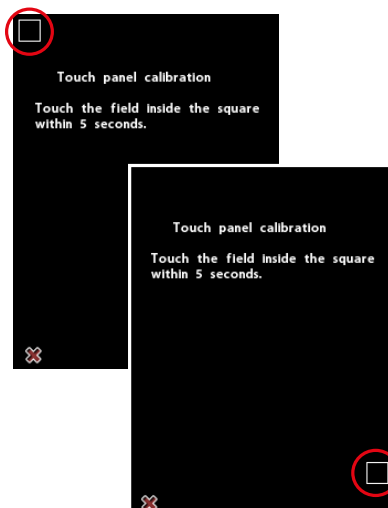 Touch panel calibration
Touch the field inside the square
within 5 seconds.
Touch panel calibration
Touch the field inside the square
within 5 seconds.